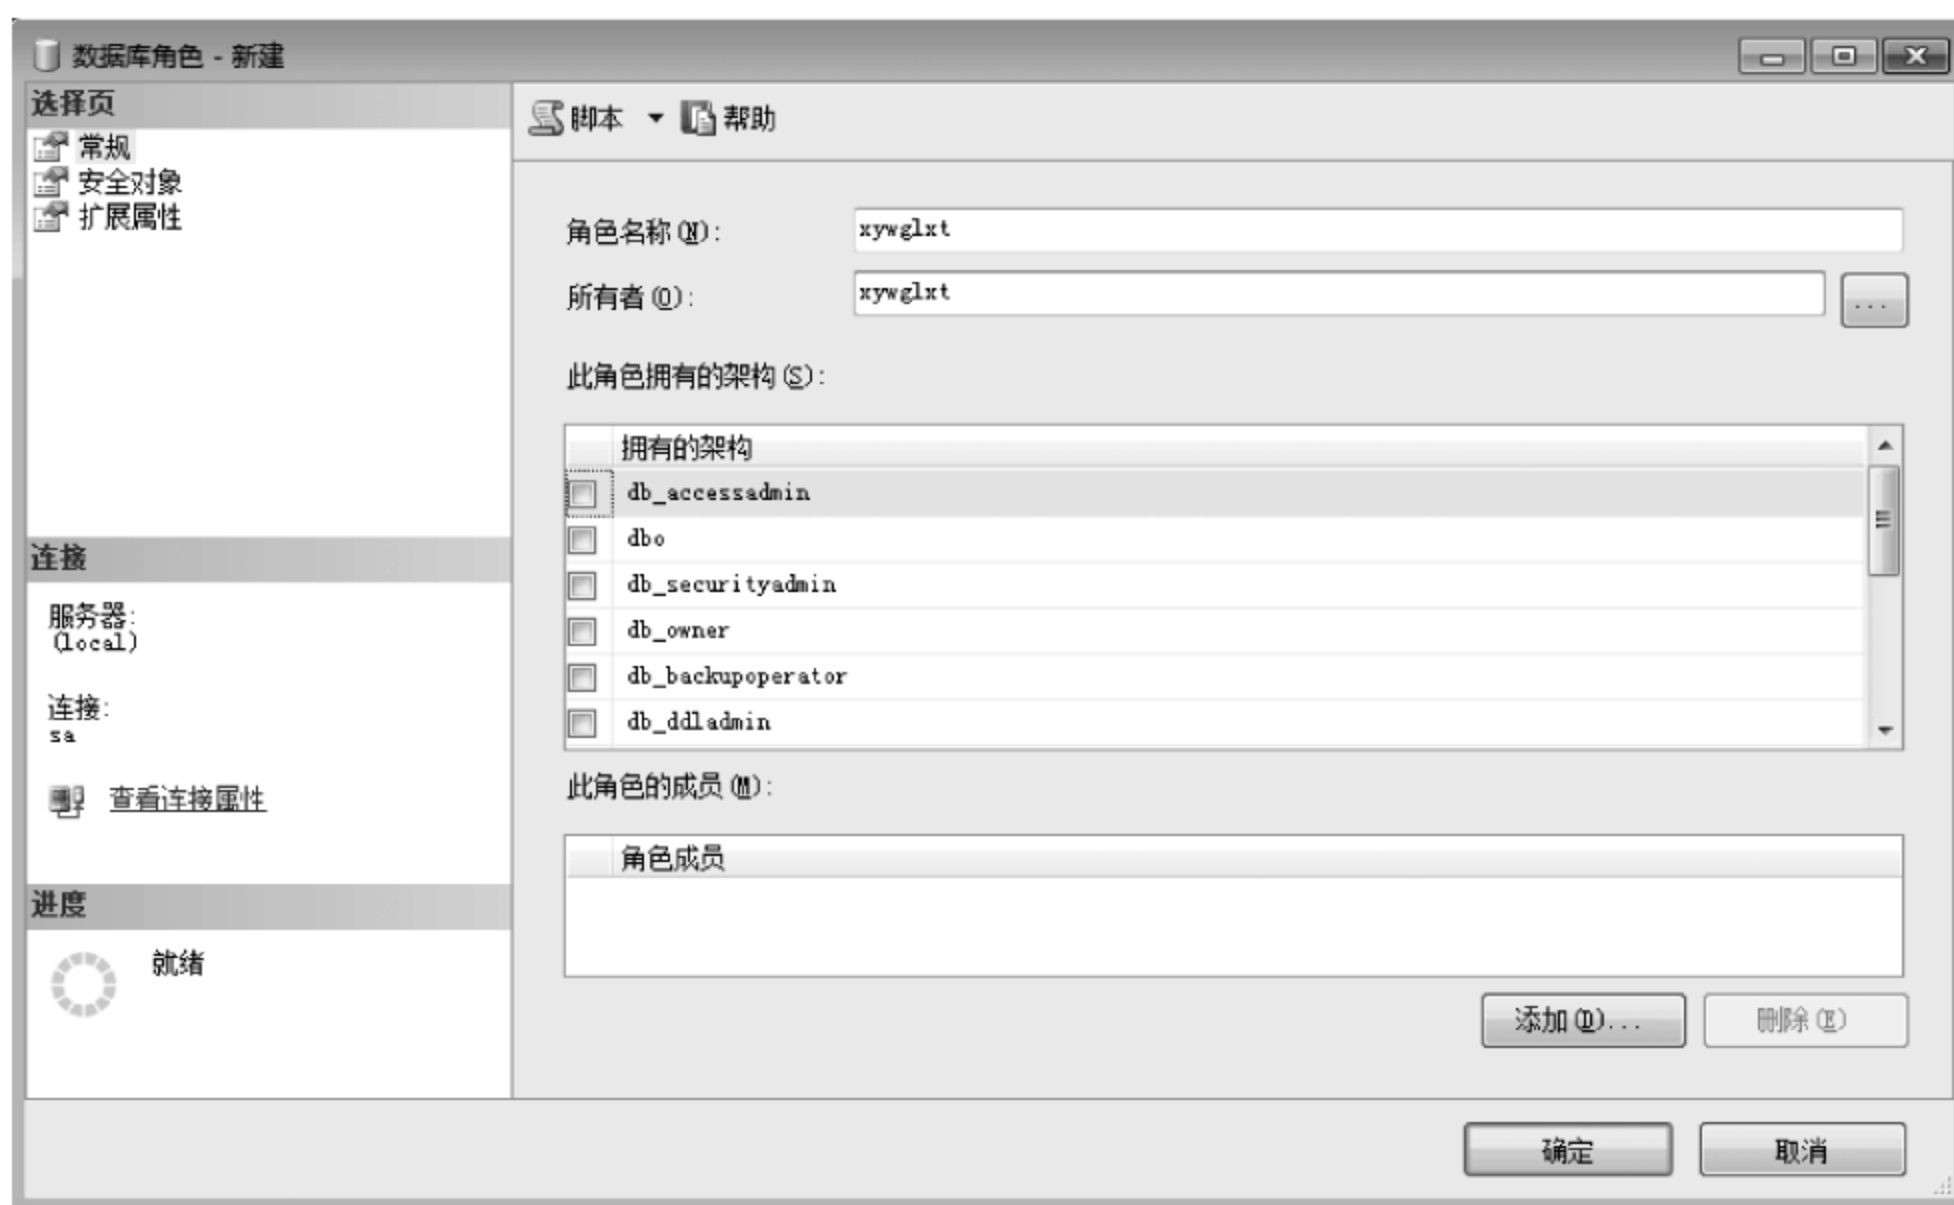 数据库角色 - 新建
选择页
常规
安全对象
扩展属性
脚本 帮助
角色名称(N): xywglxt
所有者(O): xywglxt ...
此角色拥有的架构(S):
拥有的架构
db_accessadmin
dbo
db_securityadmin
db_owner
db_backupoperator
db_ddladmin
此角色的成员(M):
角色成员
添加(D)... 删除(E)
连接
服务器:
(local)
连接:
sa
查看连接属性
进度
就绪
确定 取消